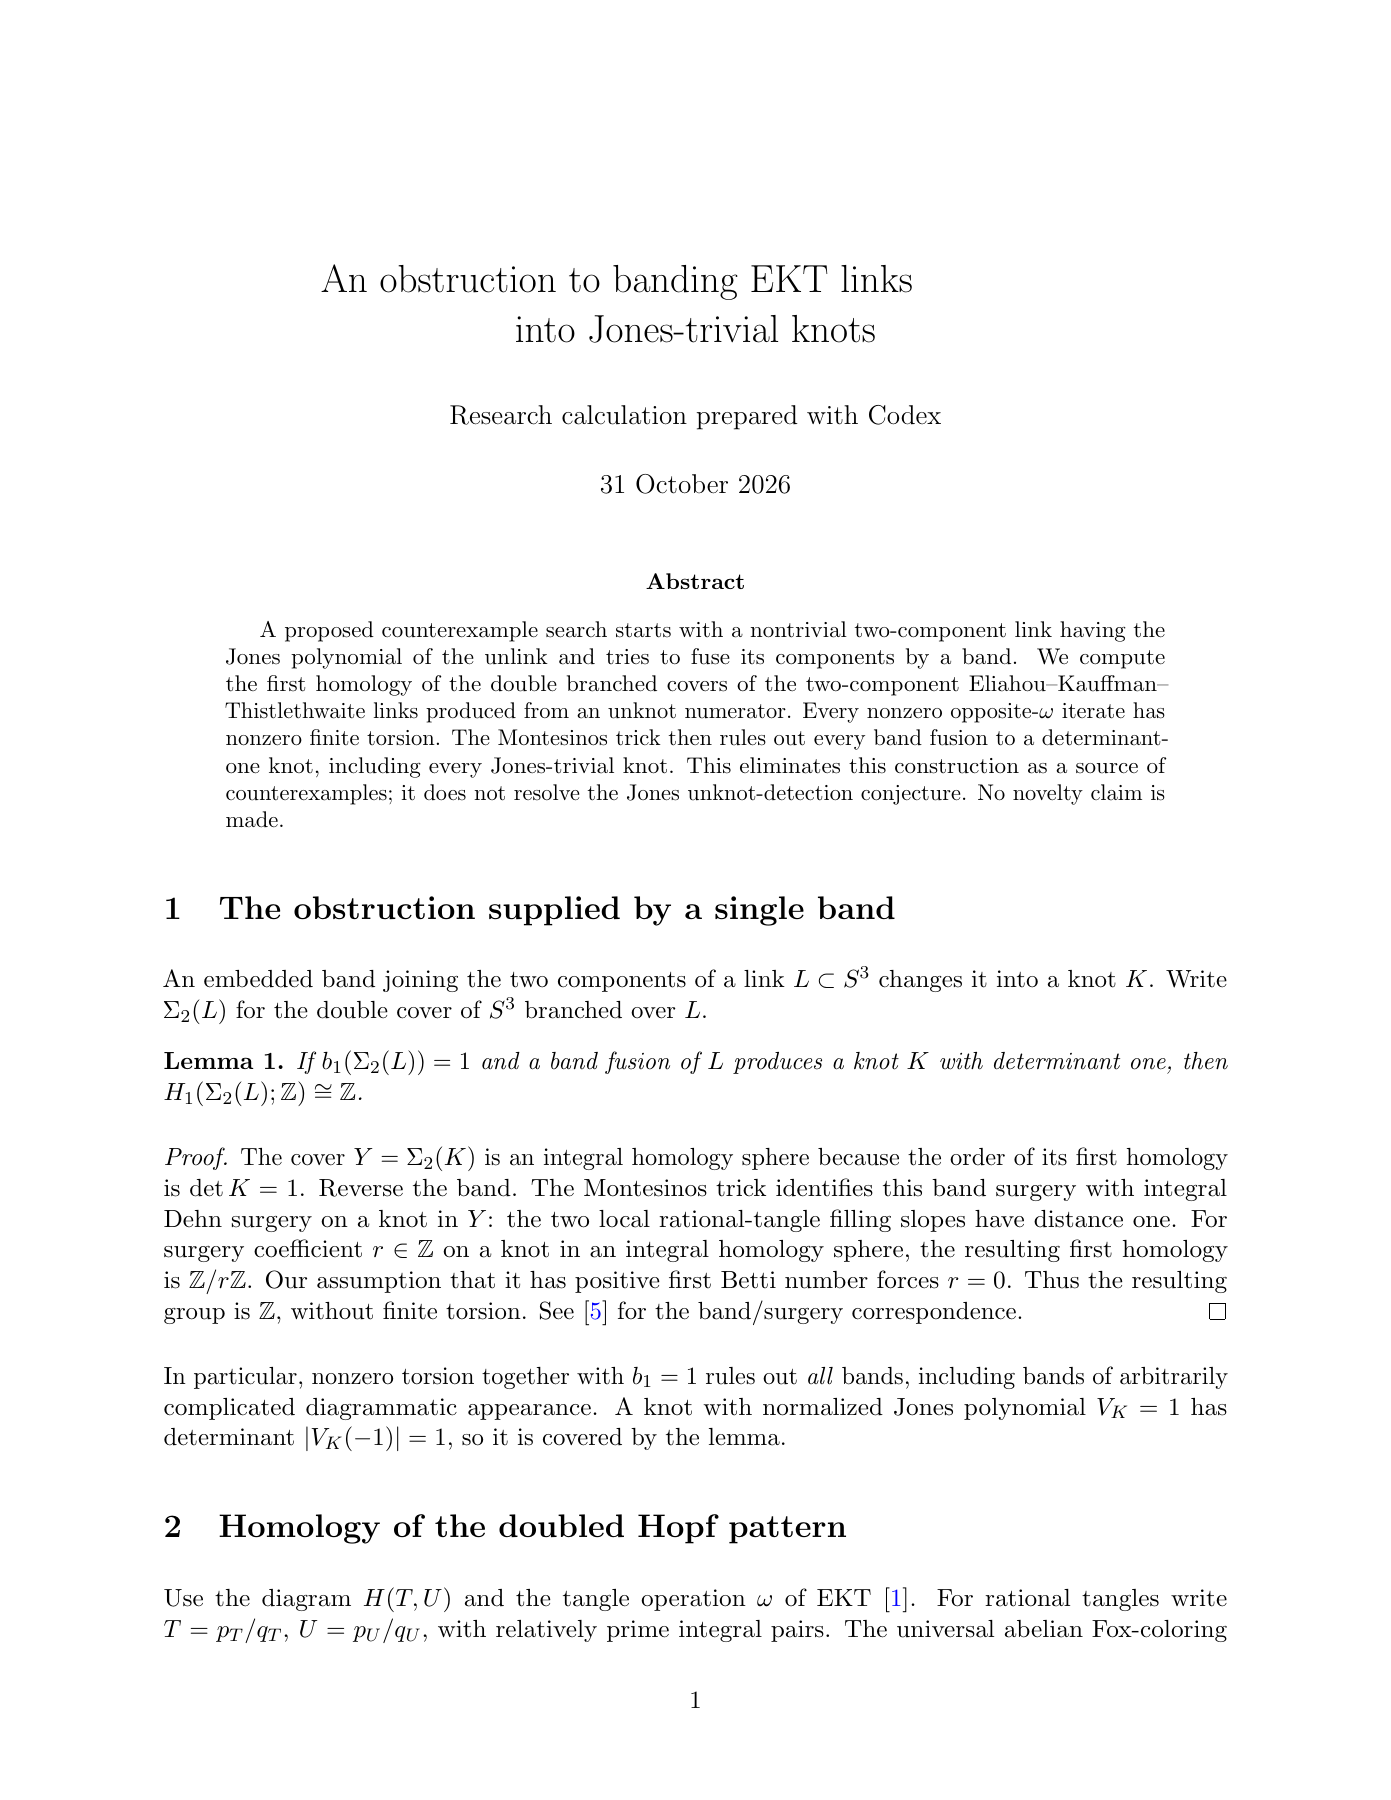 An obstruction to banding EKT links
into Jones-trivial knots
Research calculation prepared with Codex
31 October 2026
Abstract
A proposed counterexample search starts with a nontrivial two-component link having the
Jones polynomial of the unlink and tries to fuse its components by a band. We compute
the first homology of the double branched covers of the two-component Eliahou–Kauffman–
Thistlethwaite links produced from an unknot numerator. Every nonzero opposite-ω iterate has
nonzero finite torsion. The Montesinos trick then rules out every band fusion to a determinant-
one knot, including every Jones-trivial knot. This eliminates this construction as a source of
counterexamples; it does not resolve the Jones unknot-detection conjecture. No novelty claim is
made.
1 The obstruction supplied by a single band
An embedded band joining the two components of a link L ⊂ S³ changes it into a knot K. Write
Σ₂(L) for the double cover of S³ branched over L.
Lemma 1. If b₁(Σ₂(L)) = 1 and a band fusion of L produces a knot K with determinant one, then
H₁(Σ₂(L); ℤ) ≅ ℤ.
Proof. The cover Y = Σ₂(K) is an integral homology sphere because the order of its first homology
is det K = 1. Reverse the band. The Montesinos trick identifies this band surgery with integral
Dehn surgery on a knot in Y: the two local rational-tangle filling slopes have distance one. For
surgery coefficient r ∈ ℤ on a knot in an integral homology sphere, the resulting first homology
is ℤ/rℤ. Our assumption that it has positive first Betti number forces r = 0. Thus the resulting
group is ℤ, without finite torsion. See [5] for the band/surgery correspondence. □
In particular, nonzero torsion together with b₁ = 1 rules out all bands, including bands of arbitrarily
complicated diagrammatic appearance. A knot with normalized Jones polynomial V_K = 1 has
determinant |V_K(−1)| = 1, so it is covered by the lemma.
2 Homology of the doubled Hopf pattern
Use the diagram H(T, U) and the tangle operation ω of EKT [1]. For rational tangles write
T = p_T/q_T, U = p_U/q_U, with relatively prime integral pairs. The universal abelian Fox-coloring
1